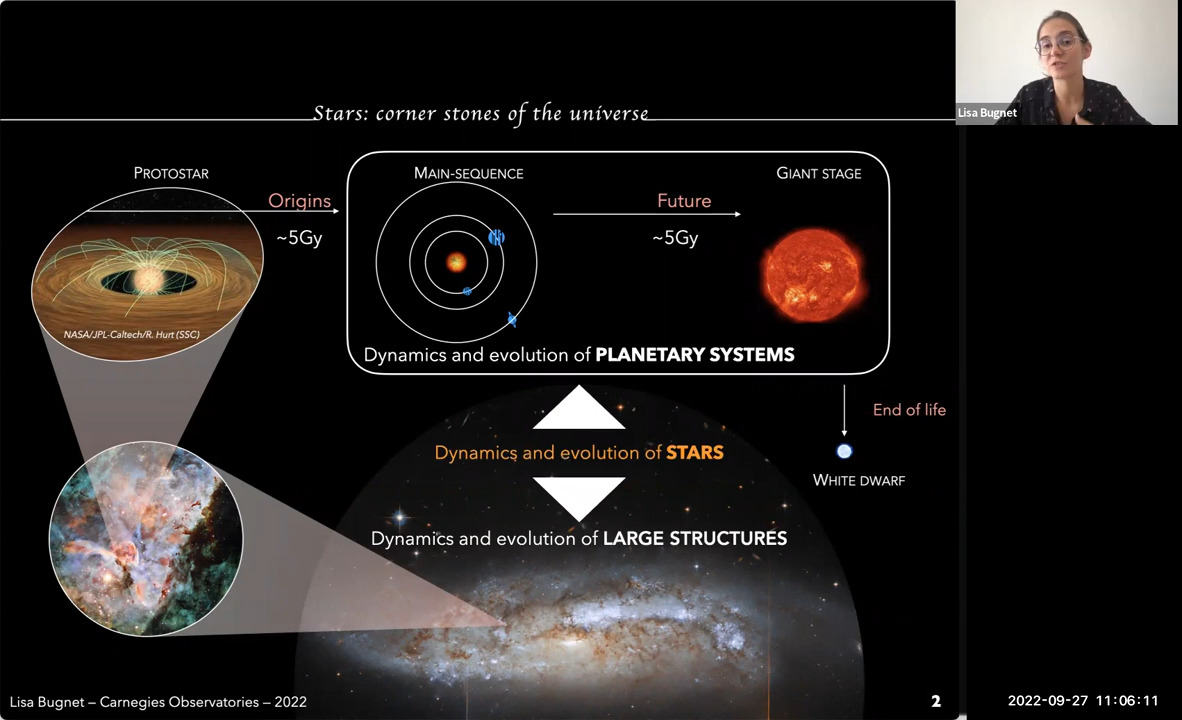 Lisa Bugnet
Stars: corner stones of the universe
PROTOSTAR
Origins
~5Gy
NASA/JPL-Caltech/R. Hurt (SSC)
MAIN-SEQUENCE
Future
~5Gy
GIANT STAGE
Dynamics and evolution of PLANETARY SYSTEMS
End of life
WHITE DWARF
Dynamics and evolution of STARS
Dynamics and evolution of LARGE STRUCTURES
Lisa Bugnet – Carnegies Observatories – 2022
2
2022-09-27 11:06:11